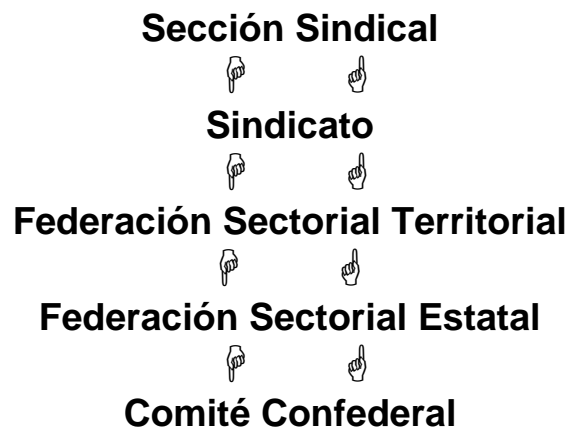 Sección Sindical
Sindicato
Federación Sectorial Territorial
Federación Sectorial Estatal
Comité Confederal